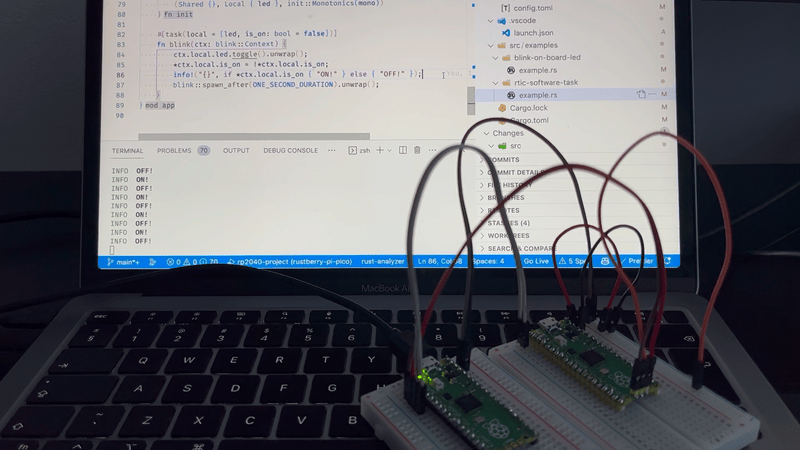 79 (Shared {}, Local { led }, init::Monotonics(mono))
80 } fn init
81
82 #[task(local = [led, is_on: bool = false])]
83 fn blink(ctx: blink::Context) {
84 ctx.local.led.toggle().unwrap();
85 *ctx.local.is_on = !*ctx.local.is_on;
86 info!("{}", if *ctx.local.is_on { "ON!" } else { "OFF!" });
87 blink::spawn_after(ONE_SECOND_DURATION).unwrap();
88 }
89 } mod app
90
config.toml M
.vscode
launch.json M
src/examples
blink-on-board-led
example.rs M
rtic-software-task
example.rs M
Cargo.lock M
Cargo.toml M
Changes
src
COMMITS
COMMIT DETAILS
FILE HISTORY
BRANCHES
STASHES (4)
WORKTREES
SEARCH & COMPARE
TERMINAL PROBLEMS 70 OUTPUT DEBUG CONSOLE ... zsh
INFO OFF!
INFO ON!
INFO OFF!
INFO ON!
INFO OFF!
INFO ON!
INFO OFF!
INFO ON!
INFO OFF!
main*+ 0 0 70 rp2040-project (rustberry-pi-pico) rust-analyzer Ln 86, Col Spaces: 4 Go Live 5 Spell Prettier
MacBook Air
esc
Q W E R T Y
A S D F G H
Z X C V B